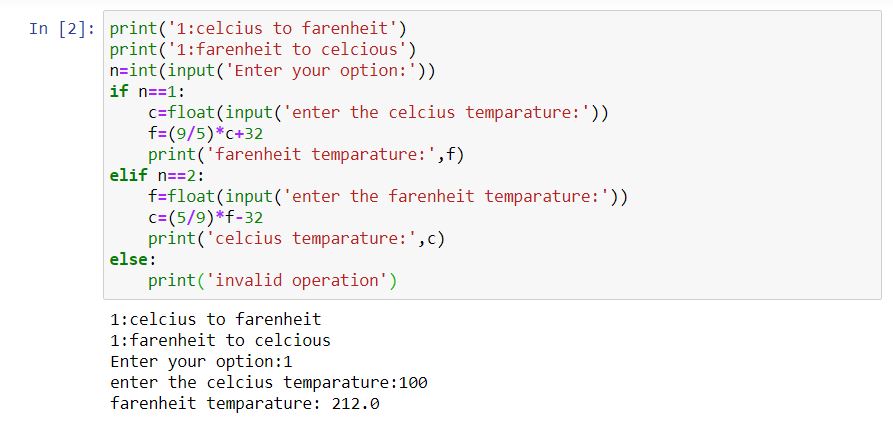 In [2]: print('1:celcius to farenheit')
print('1:farenheit to celcious')
n=int(input('Enter your option:'))
if n==1:
    c=float(input('enter the celcius temparature:'))
    f=(9/5)*c+32
    print('farenheit temparature:',f)
elif n==2:
    f=float(input('enter the farenheit temparature:'))
    c=(5/9)*f-32
    print('celcius temparature:',c)
else:
    print('invalid operation')
1:celcius to farenheit
1:farenheit to celcious
Enter your option:1
enter the celcius temparature:100
farenheit temparature: 212.0